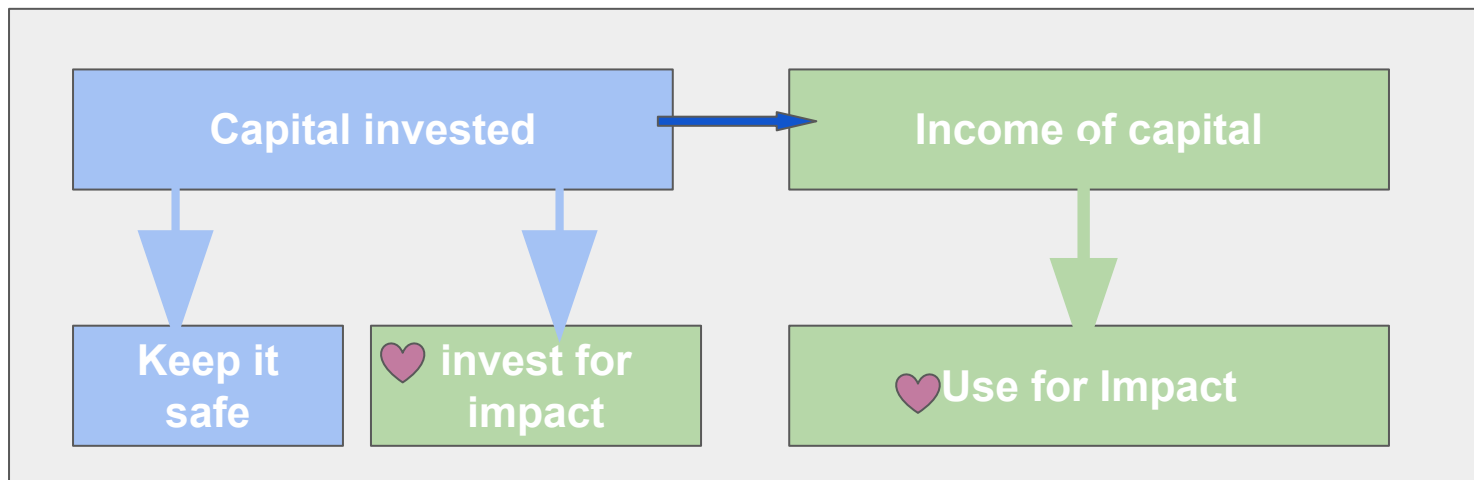 Capital invested
Income of capital
Keep it
safe
invest for
impact
Use for Impact